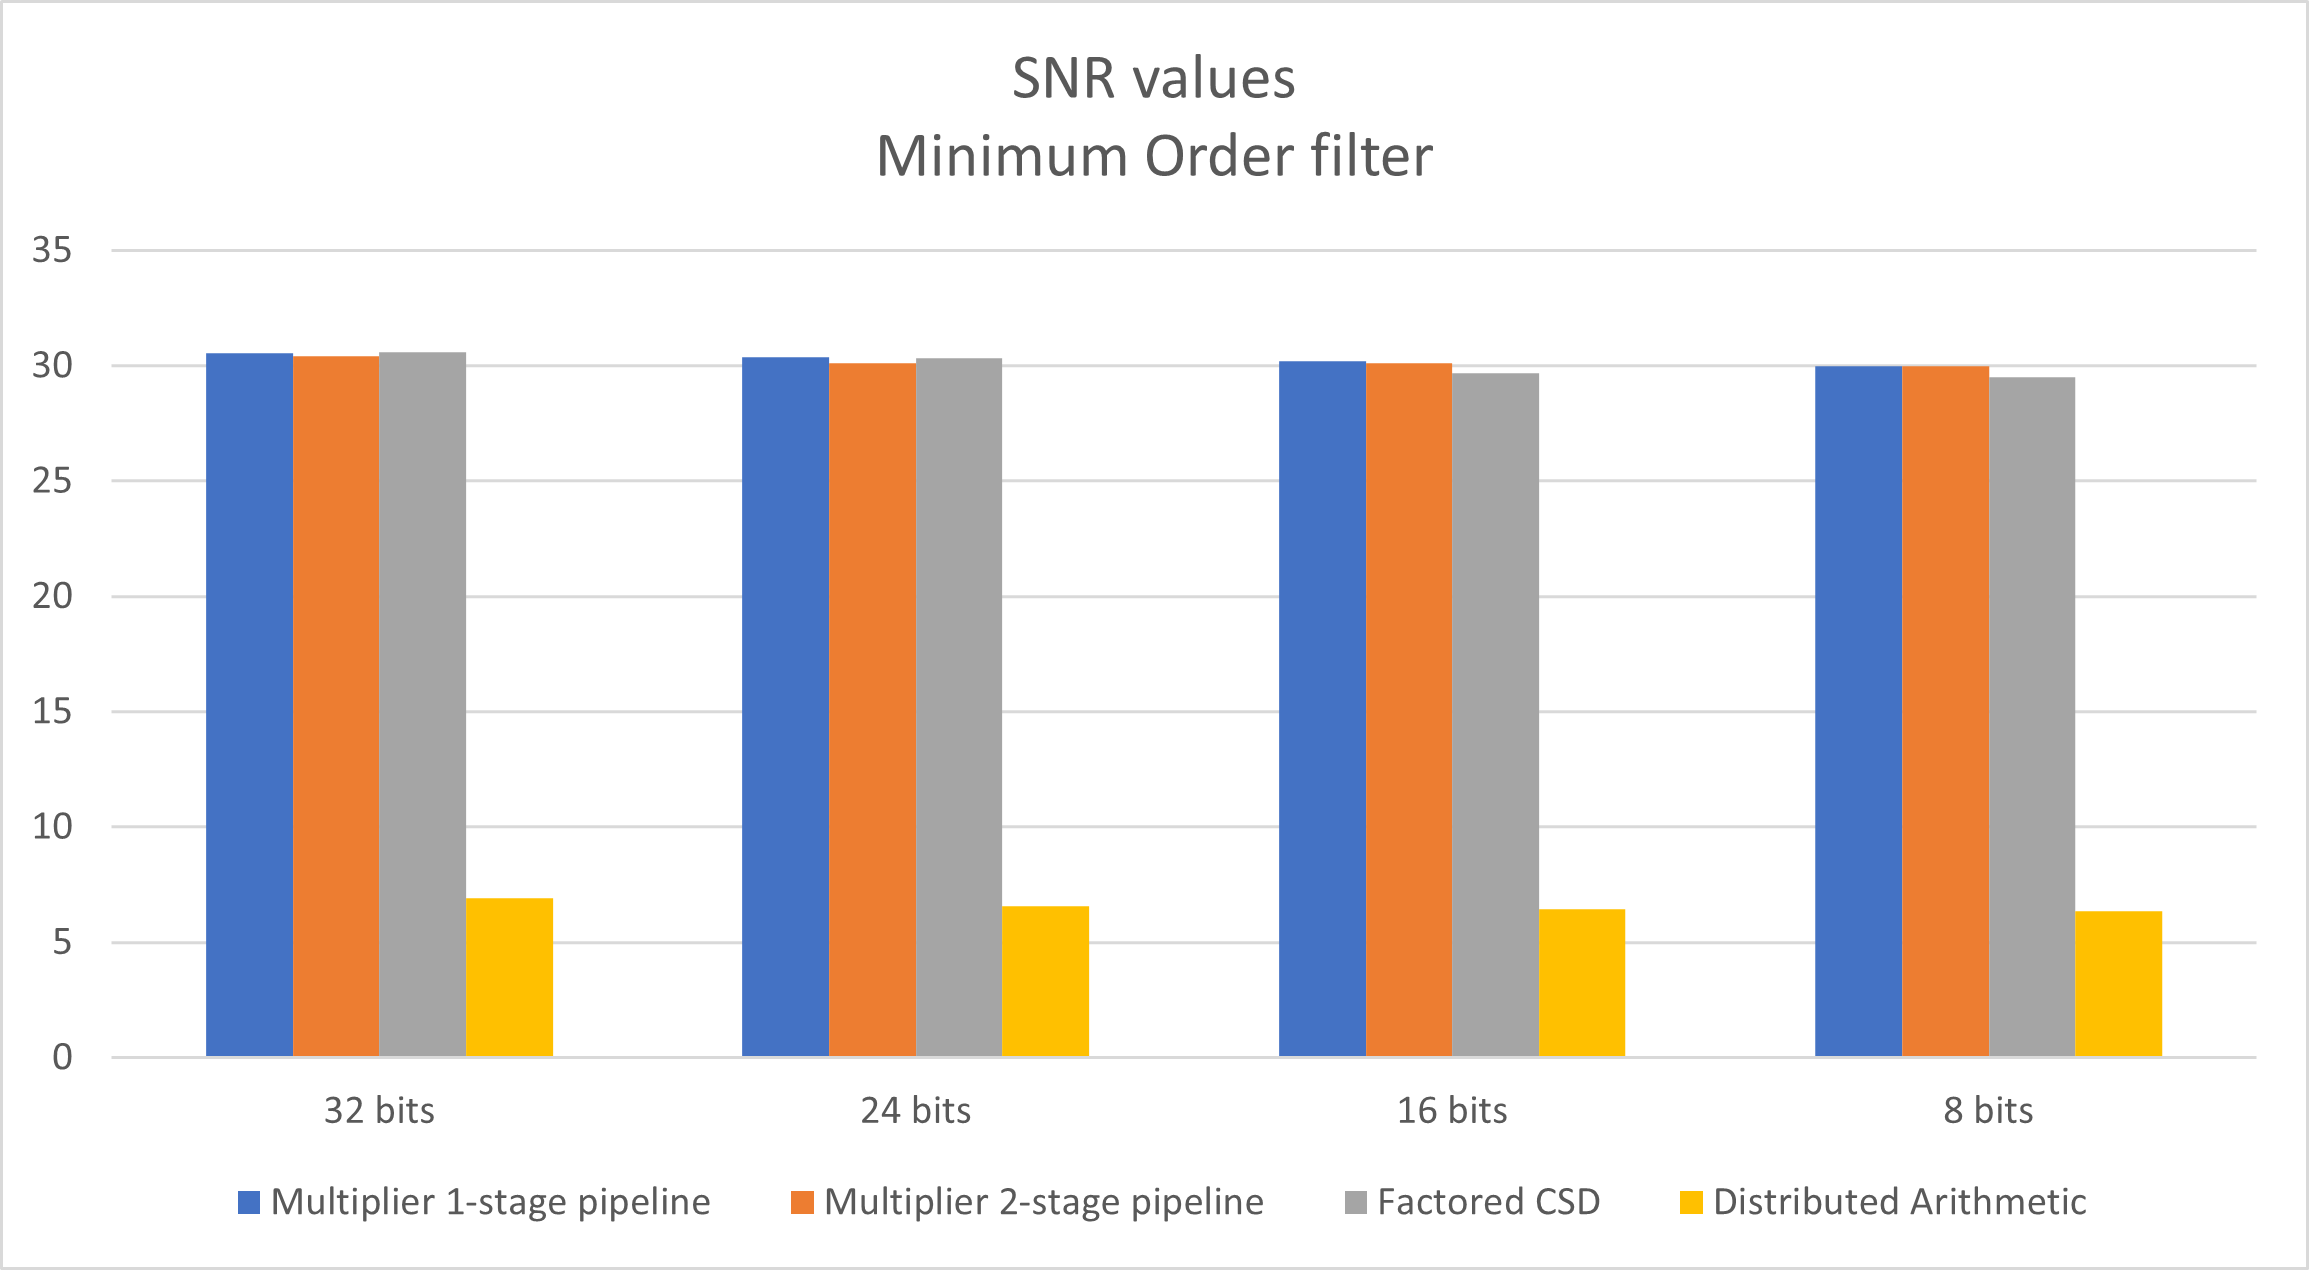 SNR values
Minimum Order filter
35
30
25
20
15
10
5
0
32 bits 24 bits 16 bits 8 bits
Multiplier 1-stage pipeline Multiplier 2-stage pipeline Factored CSD Distributed Arithmetic